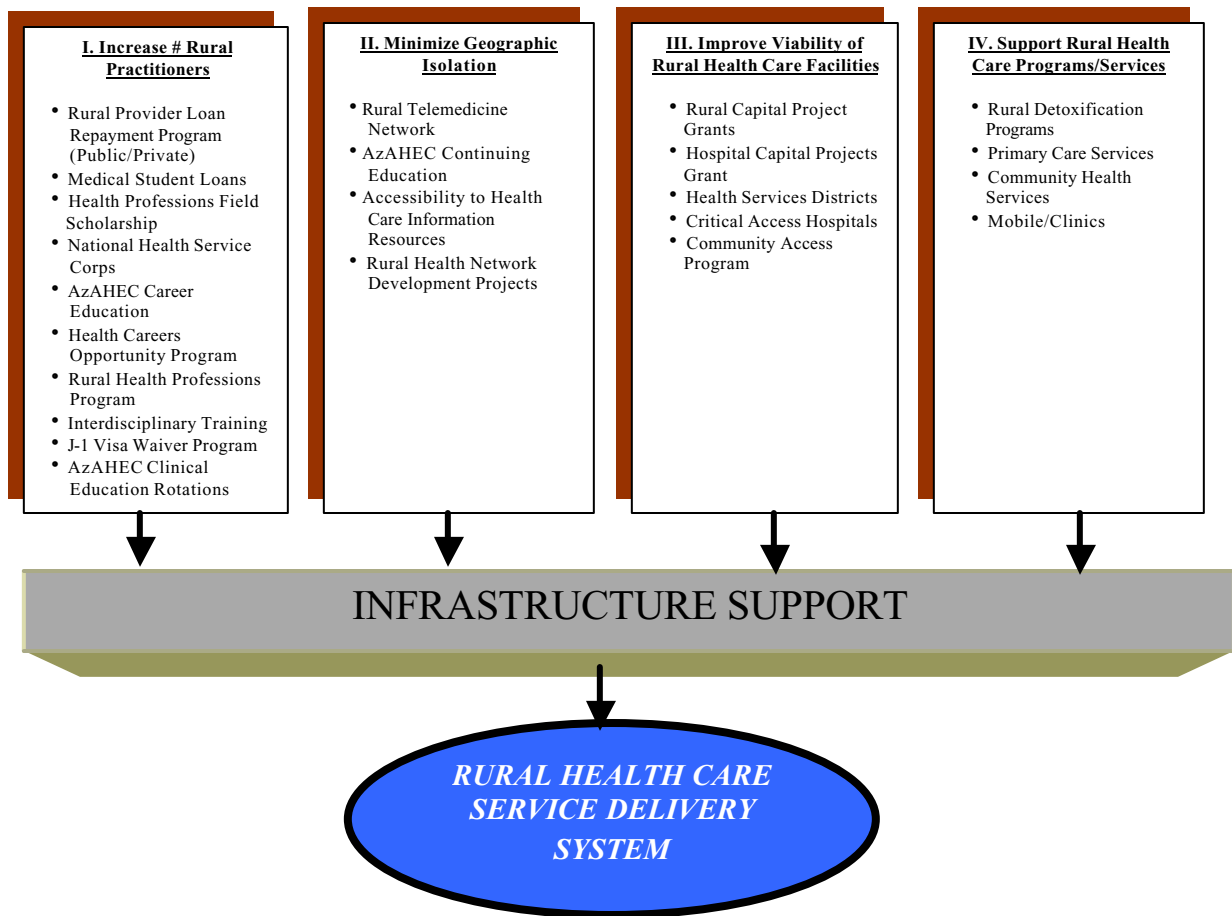 I. Increase # Rural
Practitioners
• Rural Provider Loan
Repayment Program
(Public/Private)
• Medical Student Loans
• Health Professions Field
Scholarship
• National Health Service
Corps
• AzAHEC Career
Education
• Health Careers
Opportunity Program
• Rural Health Professions
Program
• Interdisciplinary Training
• J-1 Visa Waiver Program
• AzAHEC Clinical
Education Rotations
II. Minimize Geographic
Isolation
• Rural Telemedicine
Network
• AzAHEC Continuing
Education
• Accessibility to Health
Care Information
Resources
• Rural Health Network
Development Projects
III. Improve Viability of
Rural Health Care Facilities
• Rural Capital Project
Grants
• Hospital Capital Projects
Grant
• Health Services Districts
• Critical Access Hospitals
• Community Access
Program
IV. Support Rural Health
Care Programs/Services
• Rural Detoxification
Programs
• Primary Care Services
• Community Health
Services
• Mobile/Clinics
INFRASTRUCTURE SUPPORT
RURAL HEALTH CARE
SERVICE DELIVERY
SYSTEM